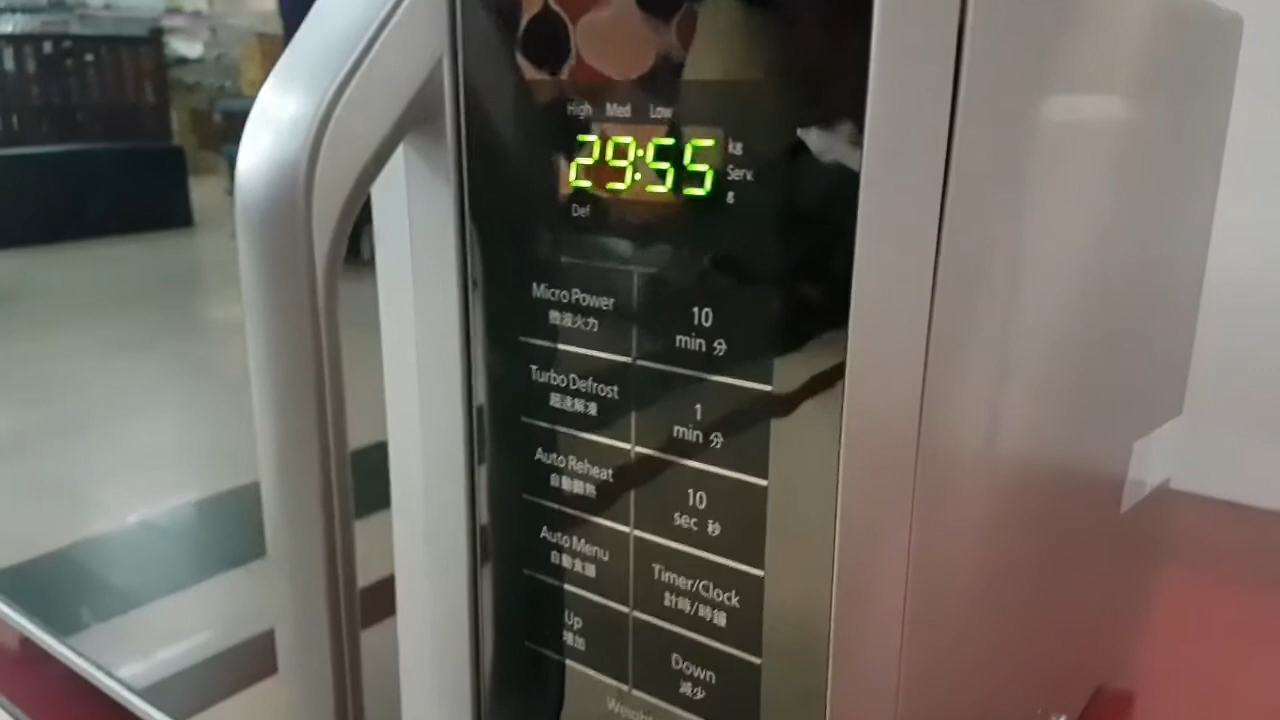 High Med Low
29:55
kg
Serv.
g
Def
Micro Power
微波火力
10
min 分
Turbo Defrost
超速解凍
1
min 分
Auto Reheat
自動翻熱
10
sec 秒
Auto Menu
自動食譜
Timer/Clock
計時/時鐘
Up
增加
Down
減少